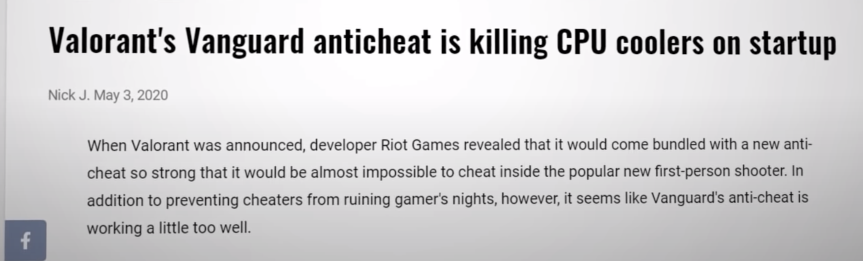 Valorant's Vanguard anticheat is killing CPU coolers on startup
Nick J. May 3, 2020
When Valorant was announced, developer Riot Games revealed that it would come bundled with a new anti-
cheat so strong that it would be almost impossible to cheat inside the popular new first-person shooter. In
addition to preventing cheaters from ruining gamer's nights, however, it seems like Vanguard's anti-cheat is
working a little too well.
f